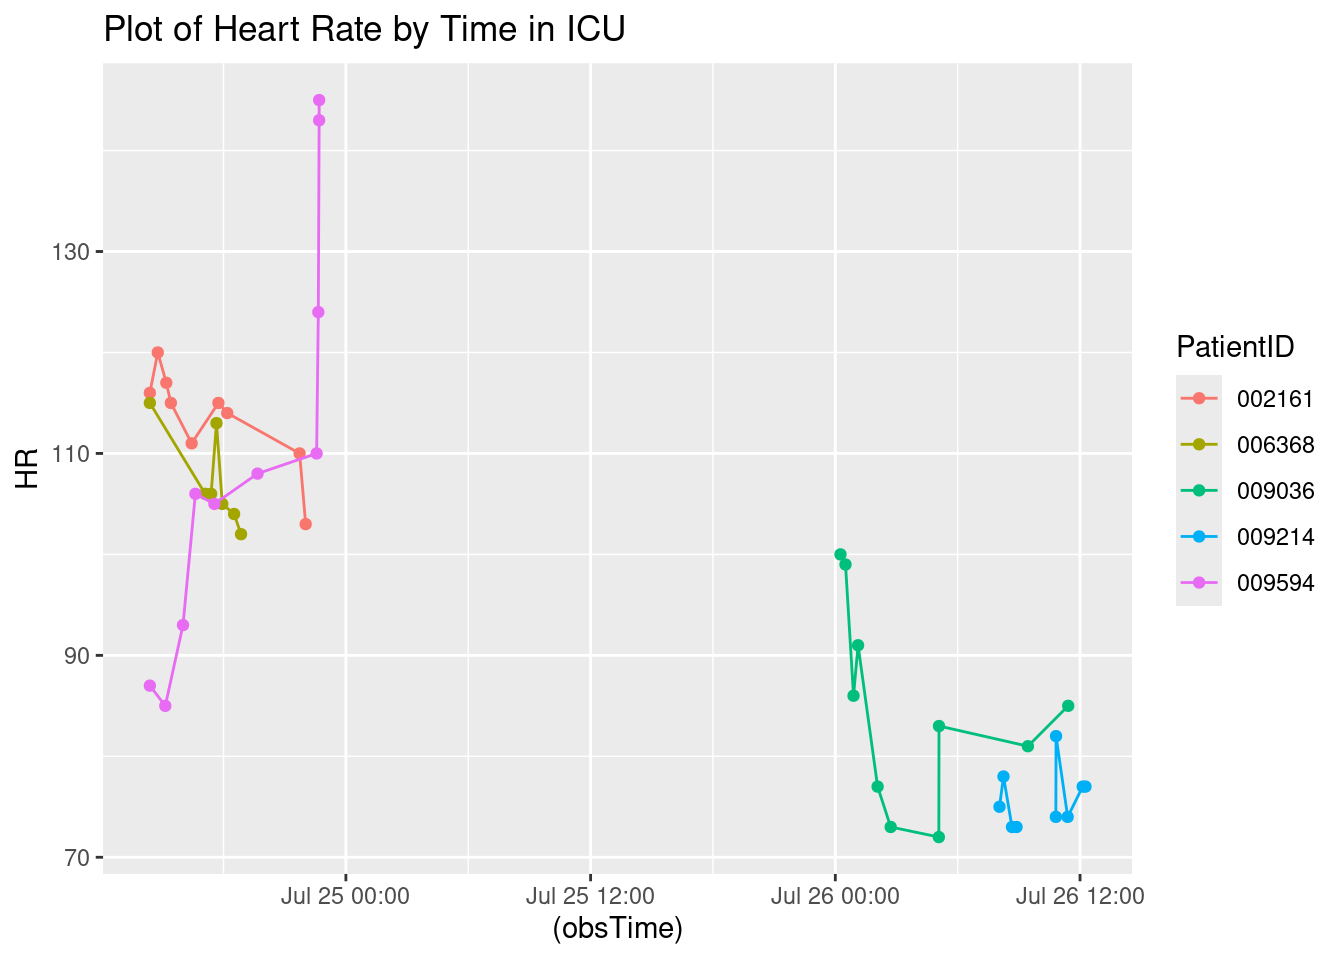 Plot of Heart Rate by Time in ICU
HR
130
110
90
70
Jul 25 00:00
Jul 25 12:00
Jul 26 00:00
Jul 26 12:00
(obsTime)
PatientID
002161
006368
009036
009214
009594